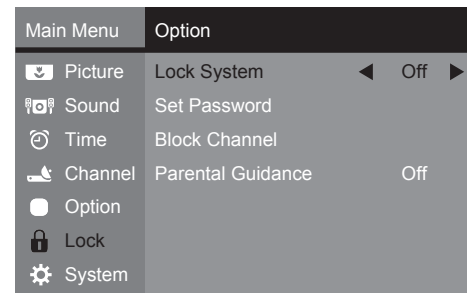 Main Menu Option
Picture Lock System Off
Sound Set Password
Time Block Channel
Channel Parental Guidance Off
Option
Lock
System